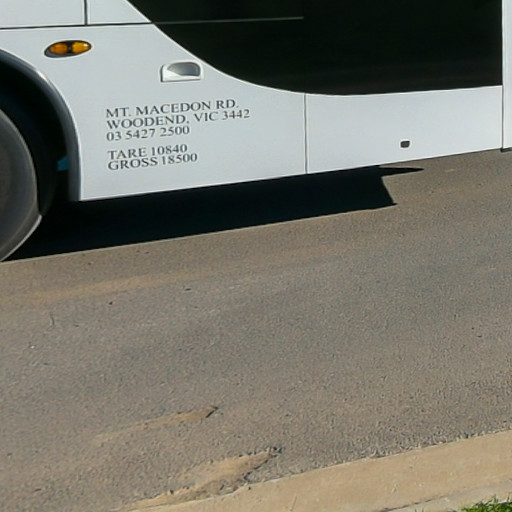 MT. MACEDON RD.
WOODEND, VIC 3442
03 5427 2500
TARE 10840
GROSS 18500